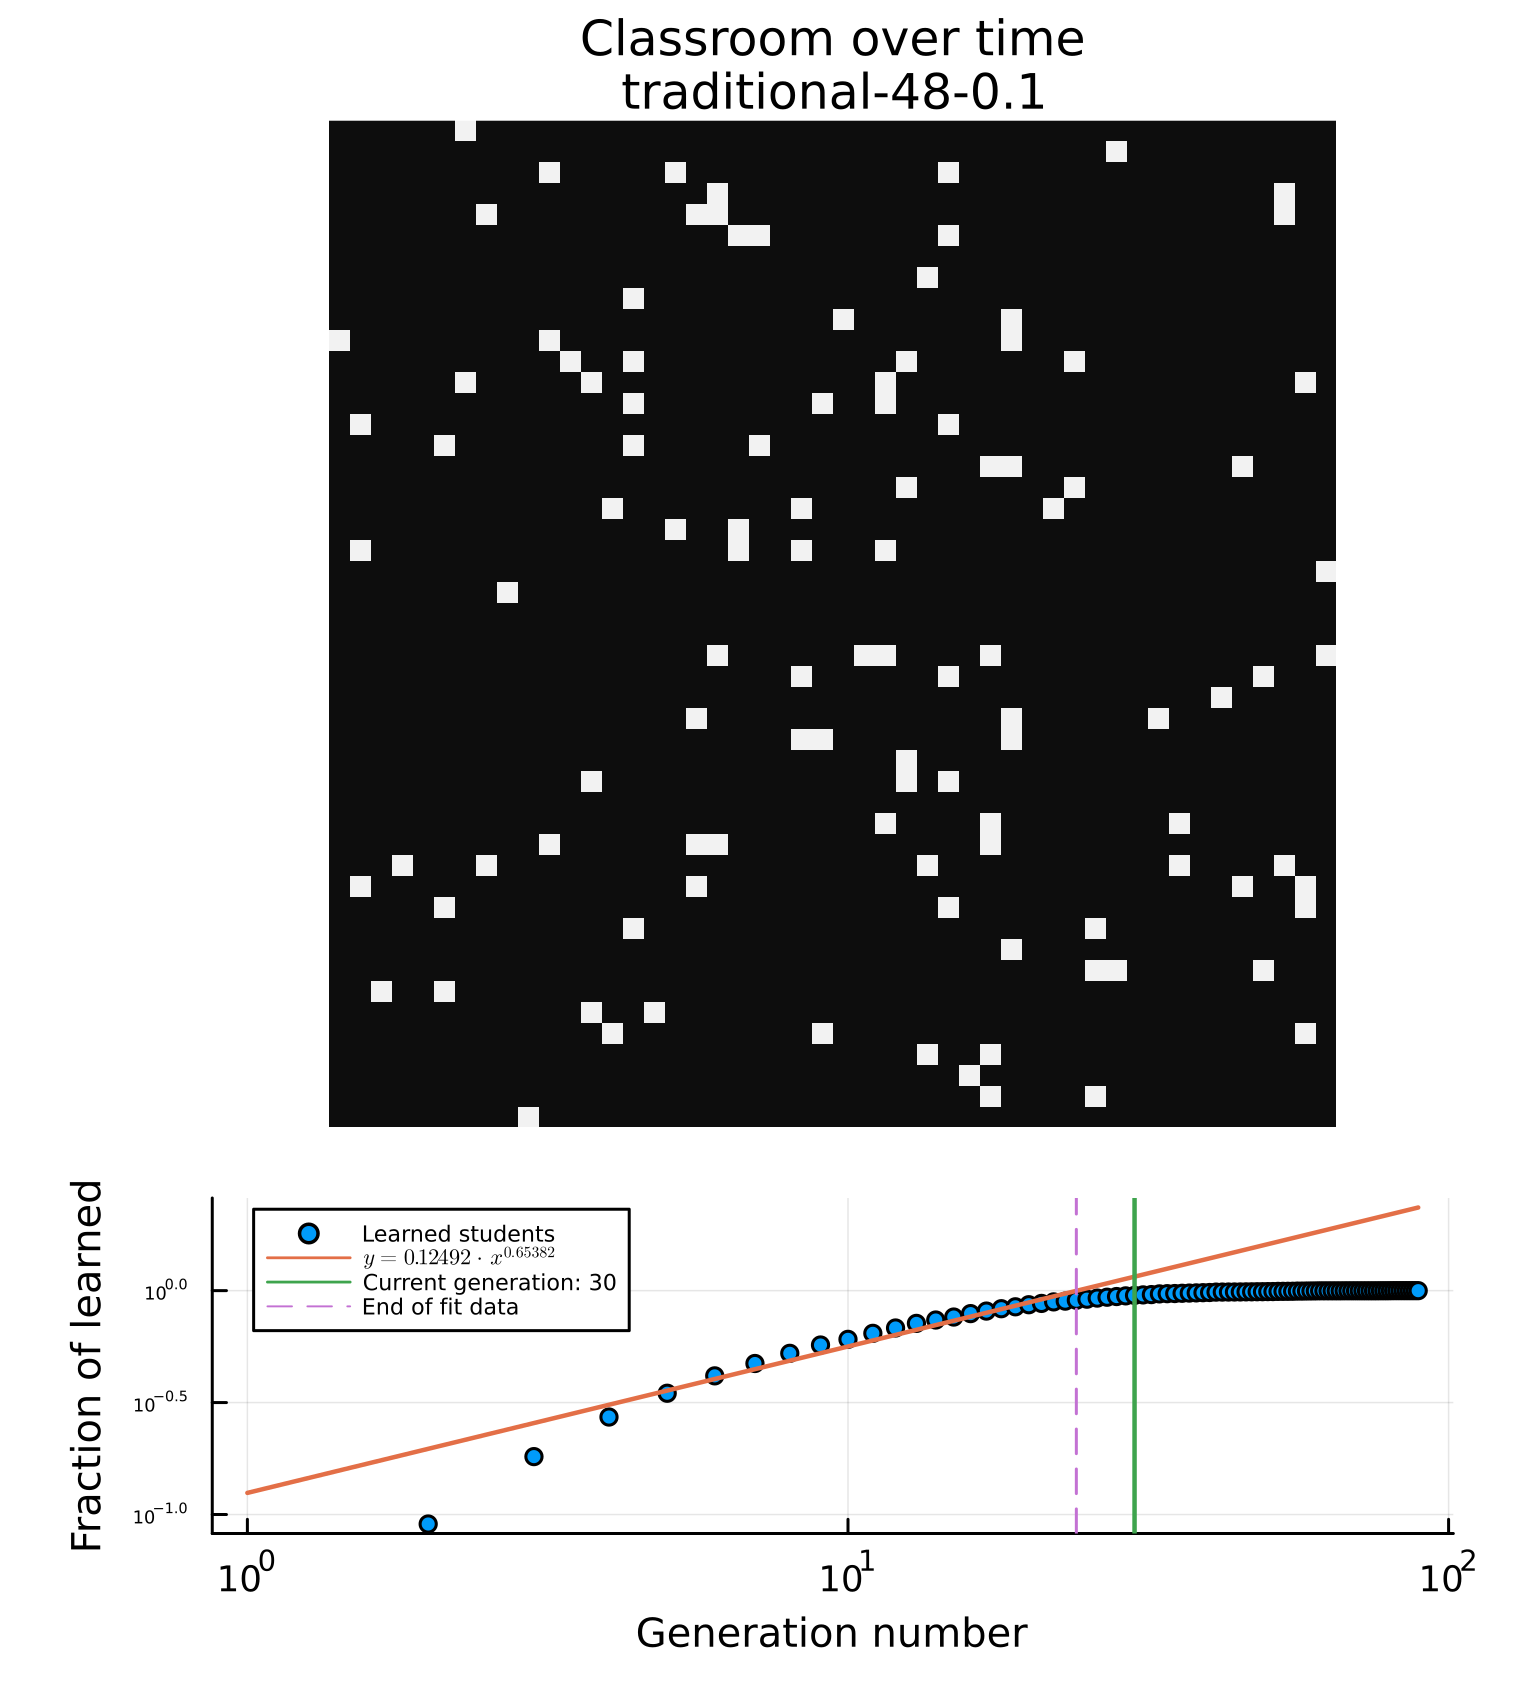 Classroom over time
traditional-48-0.1
Fraction of learned
Learned students
y = 0.12492 · x^0.65382
Current generation: 30
End of fit data
10^0.0
10^−0.5
10^−1.0
10^0 10^1 10^2
Generation number